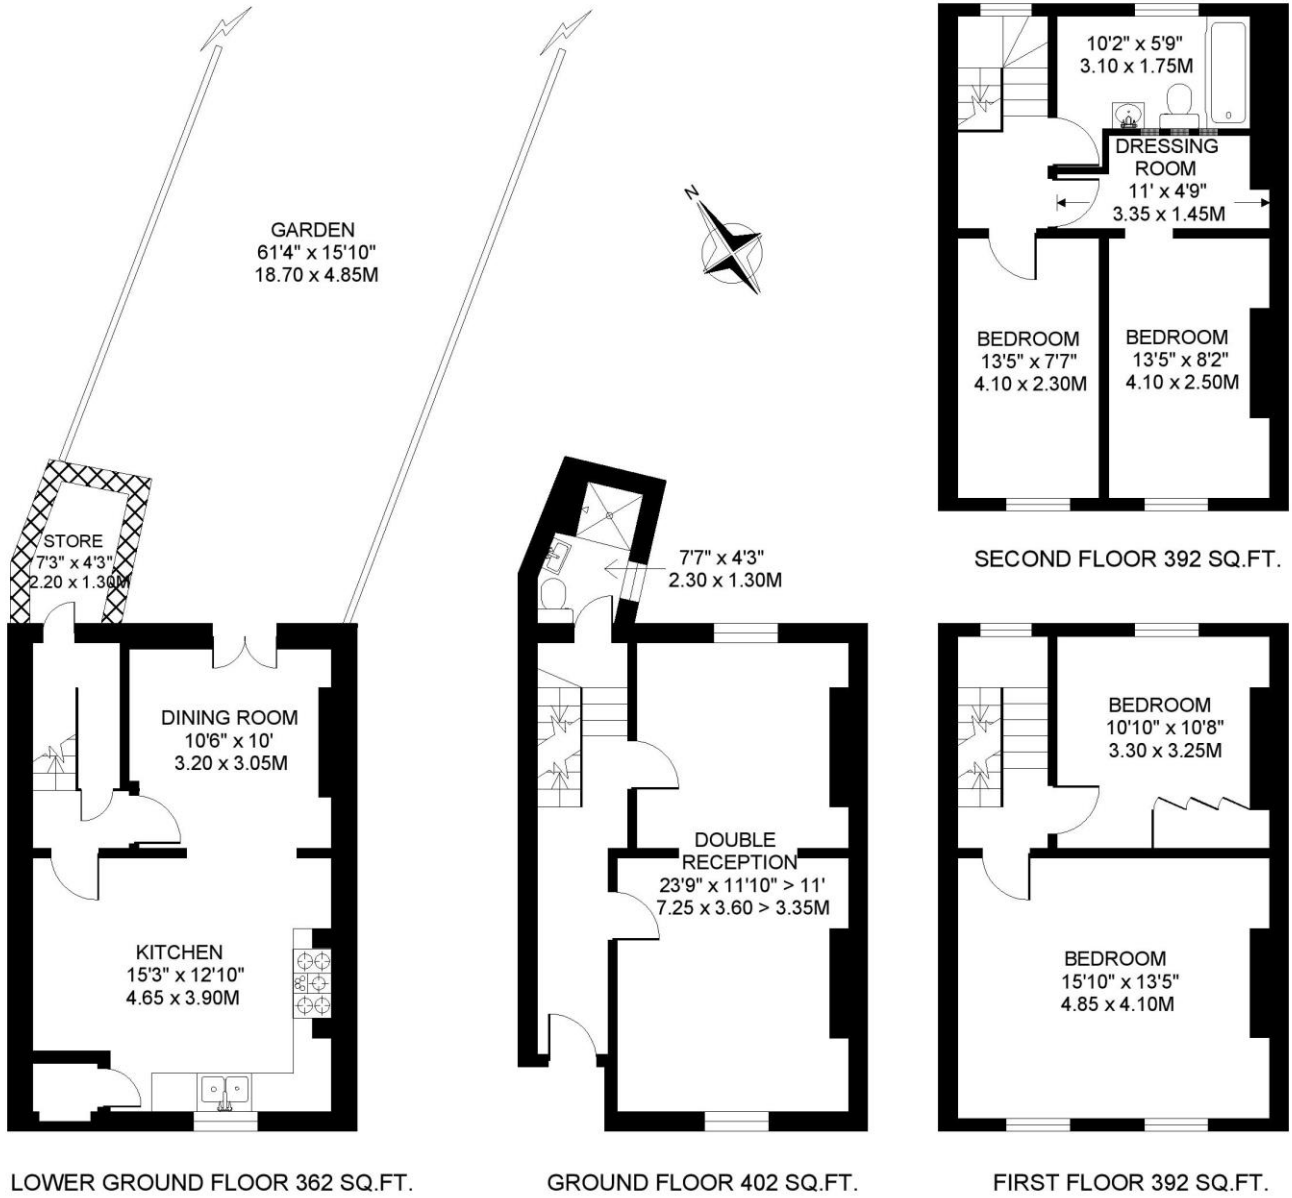 GARDEN
61'4" x 15'10"
18.70 x 4.85M
N
STORE
7'3" x 4'3"
2.20 x 1.30M
DINING ROOM
10'6" x 10'
3.20 x 3.05M
KITCHEN
15'3" x 12'10"
4.65 x 3.90M
LOWER GROUND FLOOR 362 SQ.FT.
7'7" x 4'3"
2.30 x 1.30M
DOUBLE
RECEPTION
23'9" x 11'10" > 11'
7.25 x 3.60 > 3.35M
GROUND FLOOR 402 SQ.FT.
10'2" x 5'9"
3.10 x 1.75M
DRESSING
ROOM
11' x 4'9"
3.35 x 1.45M
BEDROOM
13'5" x 7'7"
4.10 x 2.30M
BEDROOM
13'5" x 8'2"
4.10 x 2.50M
SECOND FLOOR 392 SQ.FT.
BEDROOM
10'10" x 10'8"
3.30 x 3.25M
BEDROOM
15'10" x 13'5"
4.85 x 4.10M
FIRST FLOOR 392 SQ.FT.